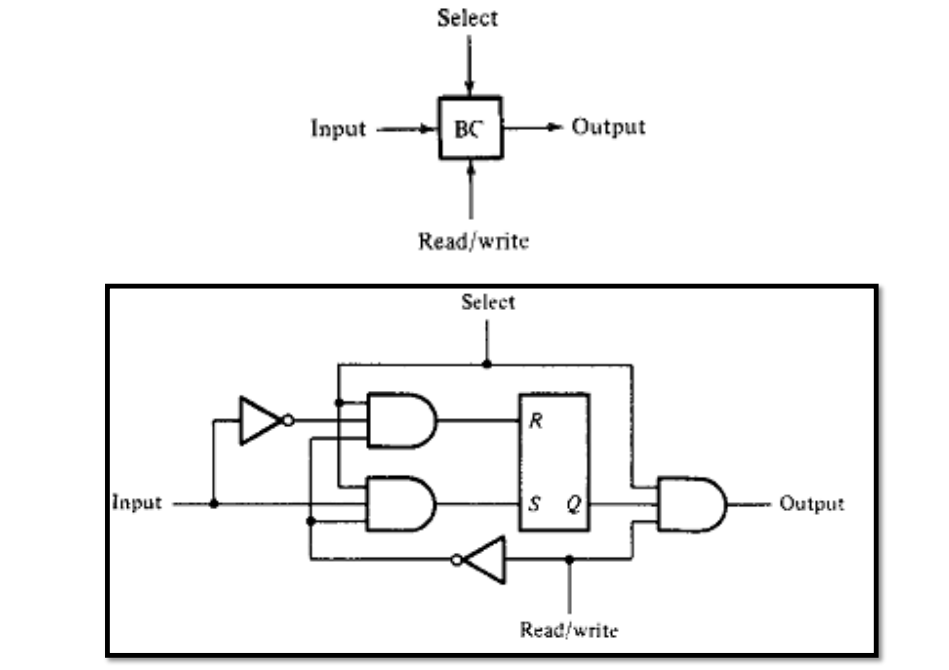 Select
Input
BC
Output
Read/write
Select
R
Input
S
Q
Output
Read/write